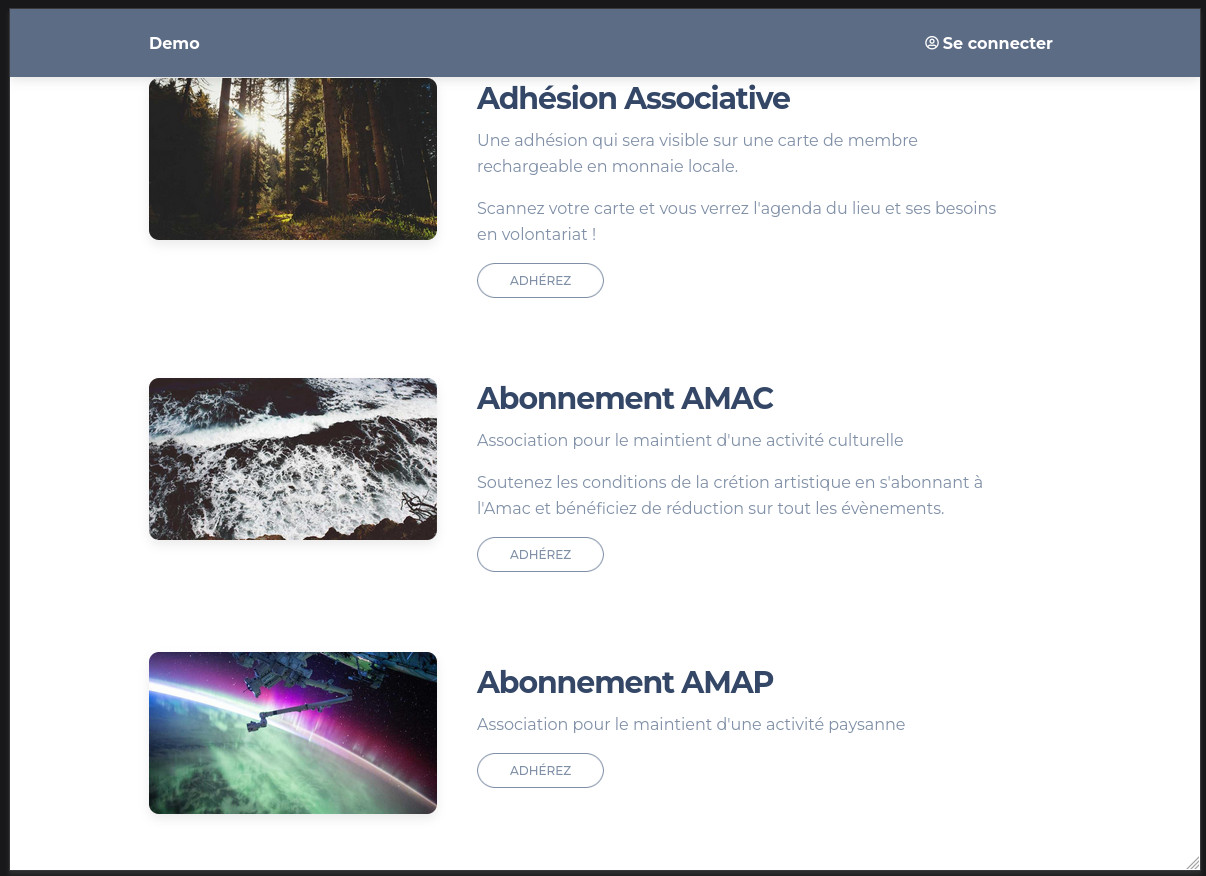 Demo
Se connecter
Adhésion Associative
Une adhésion qui sera visible sur une carte de membre
rechargeable en monnaie locale.
Scannez votre carte et vous verrez l'agenda du lieu et ses besoins
en volontariat !
ADHÉREZ
Abonnement AMAC
Association pour le maintient d'une activité culturelle
Soutenez les conditions de la crétion artistique en s'abonnant à
l'Amac et bénéficiez de réduction sur tout les évènements.
ADHÉREZ
Abonnement AMAP
Association pour le maintient d'une activité paysanne
ADHÉREZ